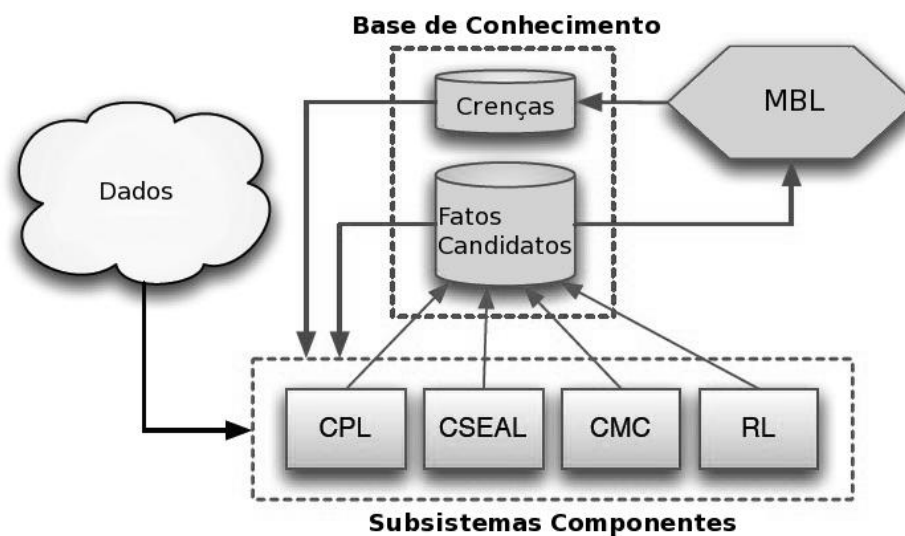 Base de Conhecimento
Crenças
MBL
Dados
Fatos
Candidatos
CPL
CSEAL
CMC
RL
Subsistemas Componentes